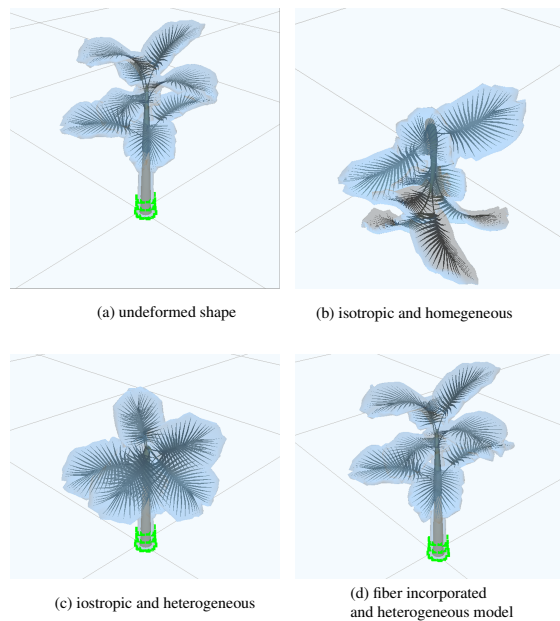 (a) undeformed shape
(b) isotropic and homegeneous
(c) iostropic and heterogeneous
(d) fiber incorporated
and heterogeneous model